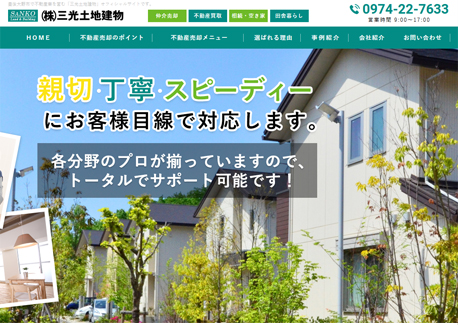 SANKO
㈱三光土地建物
仲介売却
不動産買取
相続・空き家
田舎暮らし
0974-22-7633
営業時間 9:00〜17:00
HOME
不動産売却のポイント
不動産売却メニュー
選ばれる理由
事例紹介
会社紹介
お問い合わせ
親切・丁寧・スピーディー
にお客様目線で対応します。
各分野のプロが揃っていますので、
トータルでサポート可能です！